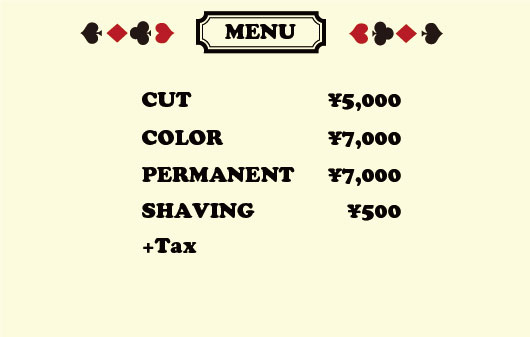 MENU
CUT ¥5,000
COLOR ¥7,000
PERMANENT ¥7,000
SHAVING ¥500
+Tax